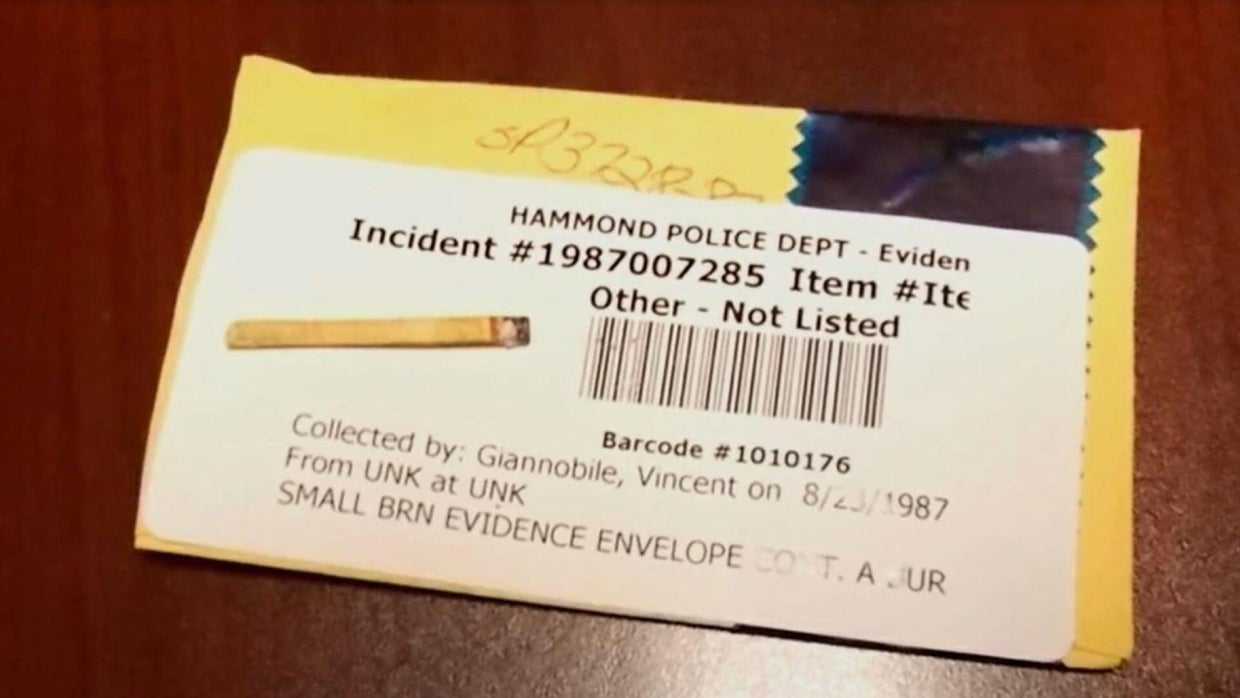 HAMMOND POLICE DEPT - Eviden
Incident #1987007285 Item #Ite
Other - Not Listed
Barcode #1010176
Collected by: Giannobile, Vincent on 8/23/1987
From UNK at UNK
SMALL BRN EVIDENCE ENVELOPE CONT. A